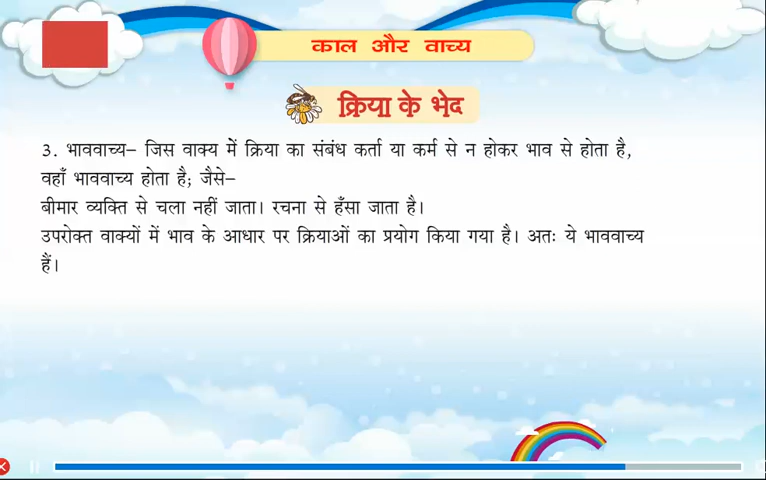 काल और वाच्य
क्रिया के भेद
3. भाववाच्य– जिस वाक्य में क्रिया का संबंध कर्ता या कर्म से न होकर भाव से होता है,
वहाँ भाववाच्य होता है; जैसे–
बीमार व्यक्ति से चला नहीं जाता। रचना से हँसा जाता है।
उपरोक्त वाक्यों में भाव के आधार पर क्रियाओं का प्रयोग किया गया है। अतः ये भाववाच्य
हैं।